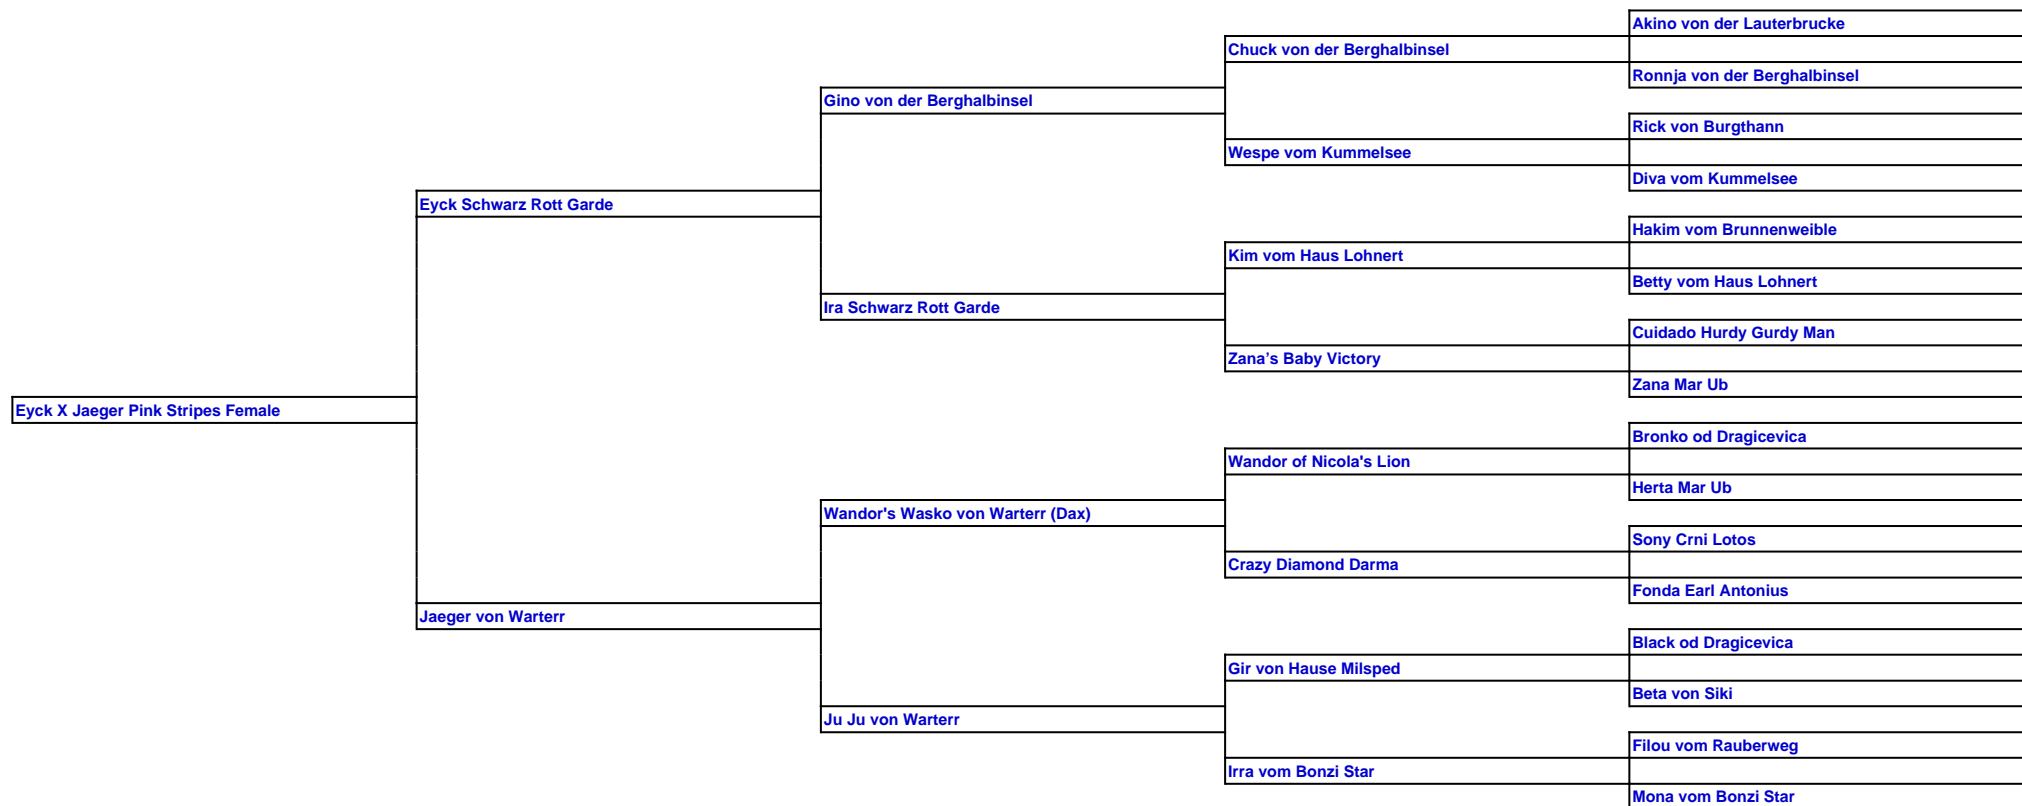 Akino von der Lauterbrucke
Chuck von der Berghalbinsel
Ronnja von der Berghalbinsel
Gino von der Berghalbinsel
Rick von Burgthann
Wespe vom Kummelsee
Diva vom Kummelsee
Eyck Schwarz Rott Garde
Hakim vom Brunnenweible
Kim vom Haus Lohnert
Betty vom Haus Lohnert
Ira Schwarz Rott Garde
Cuidado Hurdy Gurdy Man
Zana’s Baby Victory
Zana Mar Ub
Eyck X Jaeger Pink Stripes Female
Bronko od Dragicevica
Wandor of Nicola's Lion
Herta Mar Ub
Wandor's Wasko von Warterr (Dax)
Sony Crni Lotos
Crazy Diamond Darma
Fonda Earl Antonius
Jaeger von Warterr
Black od Dragicevica
Gir von Hause Milsped
Beta von Siki
Ju Ju von Warterr
Filou vom Rauberweg
Irra vom Bonzi Star
Mona vom Bonzi Star